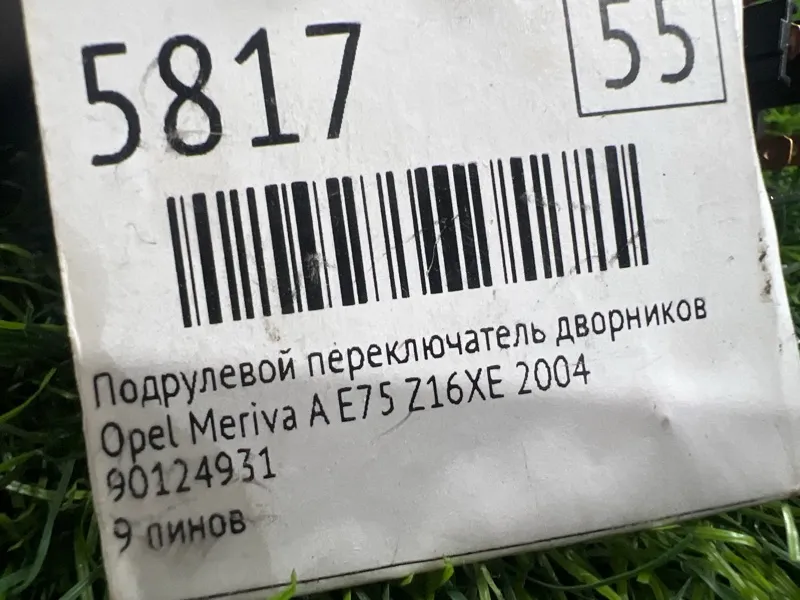 5817
55
Подрулевой переключатель дворников
Opel Meriva A E75 Z16XE 2004
90124931
9 пинов